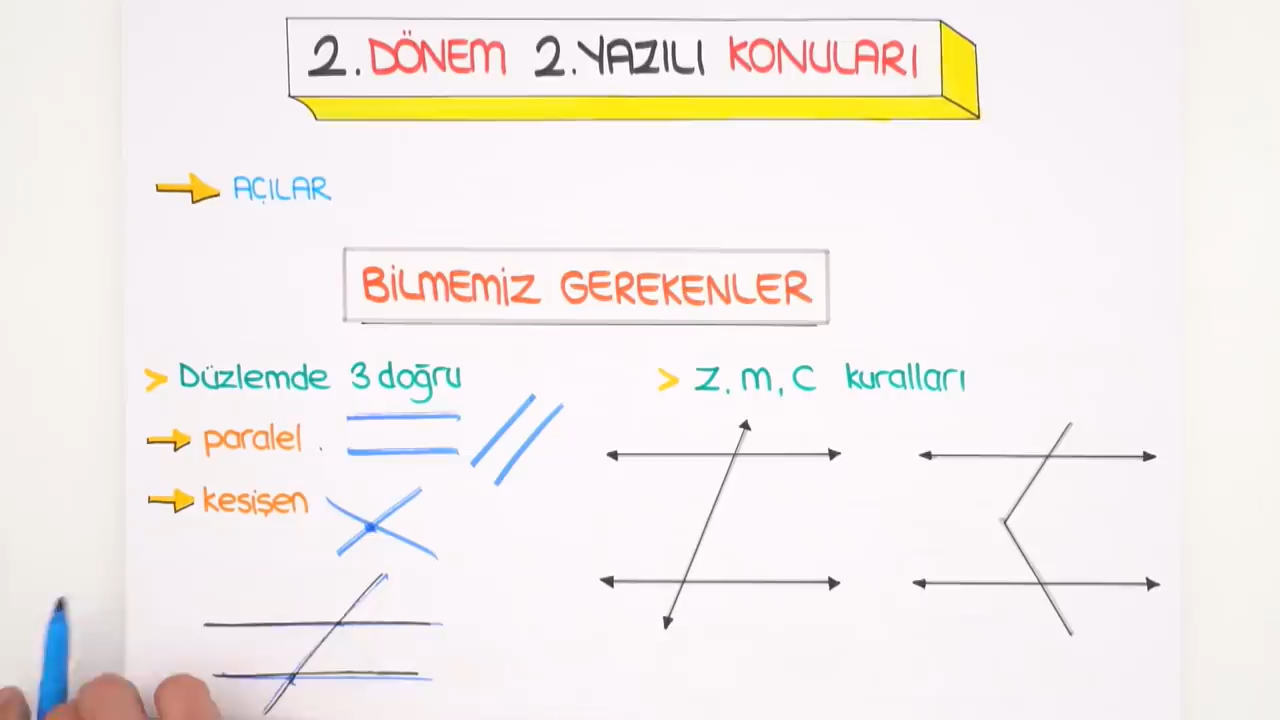 2. DÖNEM 2. YAZILI KONULARI
AÇILAR
BİLMEMİZ GEREKENLER
> Düzlemde 3 doğru
paralel
kesişen
> Z, M, C kuralları